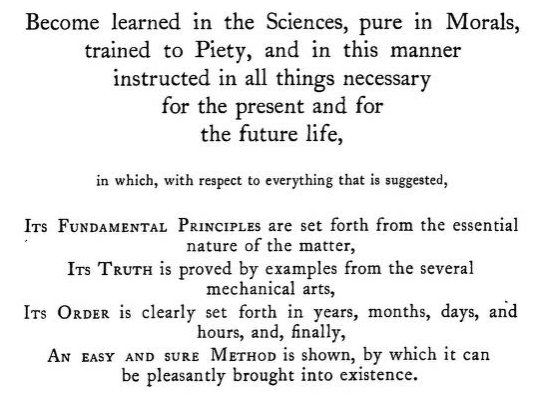 Become learned in the Sciences, pure in Morals,
trained to Piety, and in this manner
instructed in all things necessary
for the present and for
the future life,
in which, with respect to everything that is suggested,
Its Fundamental Principles are set forth from the essential
nature of the matter,
Its Truth is proved by examples from the several
mechanical arts,
Its Order is clearly set forth in years, months, days, and
hours, and, finally,
An easy and sure Method is shown, by which it can
be pleasantly brought into existence.